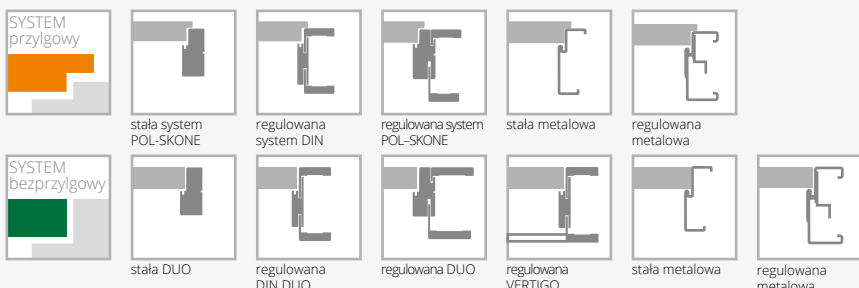 SYSTEM
przylgowy
stała system
POL-SKONE
regulowana
system DIN
regulowana system
POL–SKONE
stała metalowa
regulowana
metalowa
SYSTEM
bezprzylgowy
stała DUO
regulowana
DIN DUO
regulowana DUO
regulowana
VERTIGO
stała metalowa
regulowana
metalowa